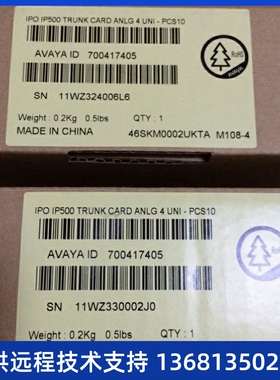 IPO IP500 TRUNK CARD ANLG 4 UNI - PCS10
AVAYA ID 700417405
RoHS
SN 11WZ324006L6
Weight : 0.2Kg 0.5lbs QTY : 1
MADE IN CHINA 46SKM0002UKTA M108-4
IPO IP500 TRUNK CARD ANLG 4 UNI - PCS10
AVAYA ID 700417405
SN 11WZ330002J0
Weight : 0.2Kg 0.5lbs QTY : 1
供远程技术支持 136813502